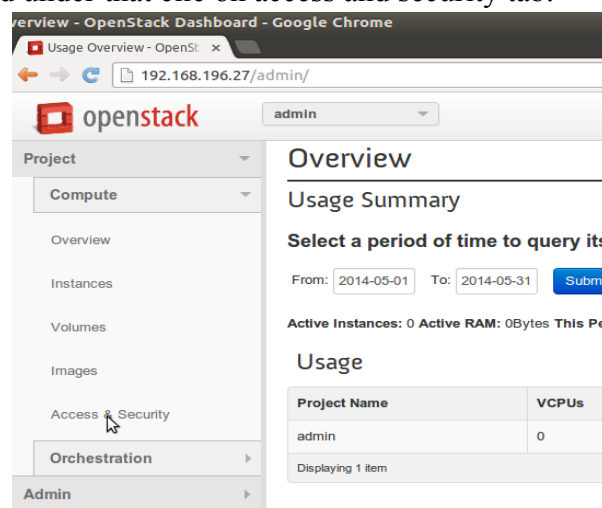 d under that one on access and security tab.
verview - OpenStack Dashboard - Google Chrome
Usage Overview - OpenSt
192.168.196.27/admin/
openstack
admin
Project
Compute
Overview
Instances
Volumes
Images
Access & Security
Orchestration
Admin
Overview
Usage Summary
Select a period of time to query its
From: 2014-05-01 To: 2014-05-31 Subm
Active Instances: 0 Active RAM: 0Bytes This Pe
Usage
Project Name VCPUs
admin 0
Displaying 1 item